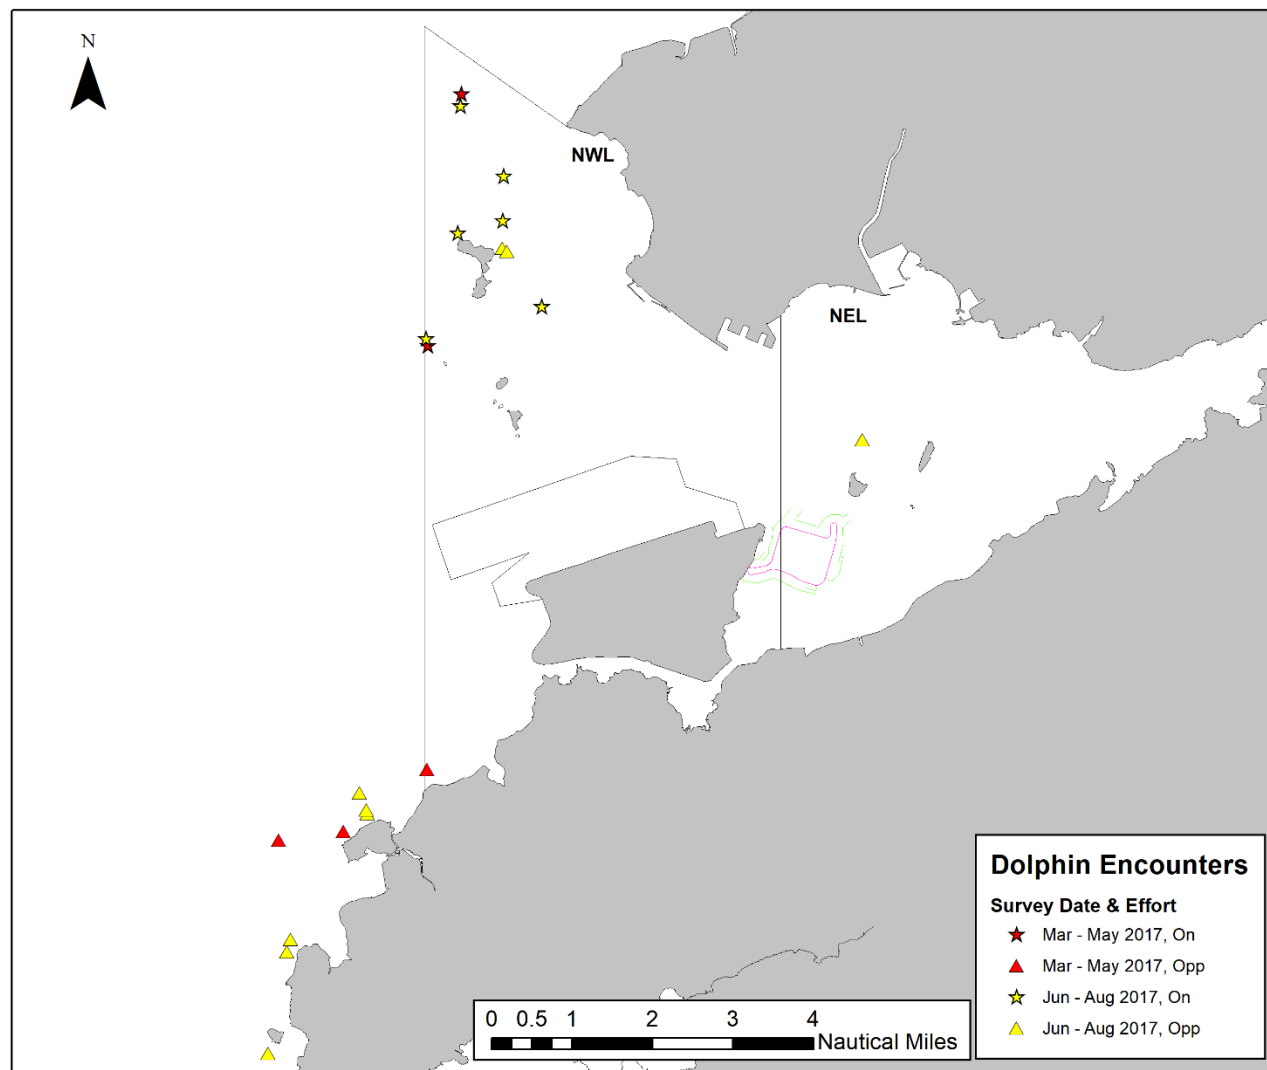 N
NWL
NEL
Dolphin Encounters
Survey Date & Effort
Mar - May 2017, On
Mar - May 2017, Opp
Jun - Aug 2017, On
Jun - Aug 2017, Opp
0 0.5 1 2 3 4
Nautical Miles